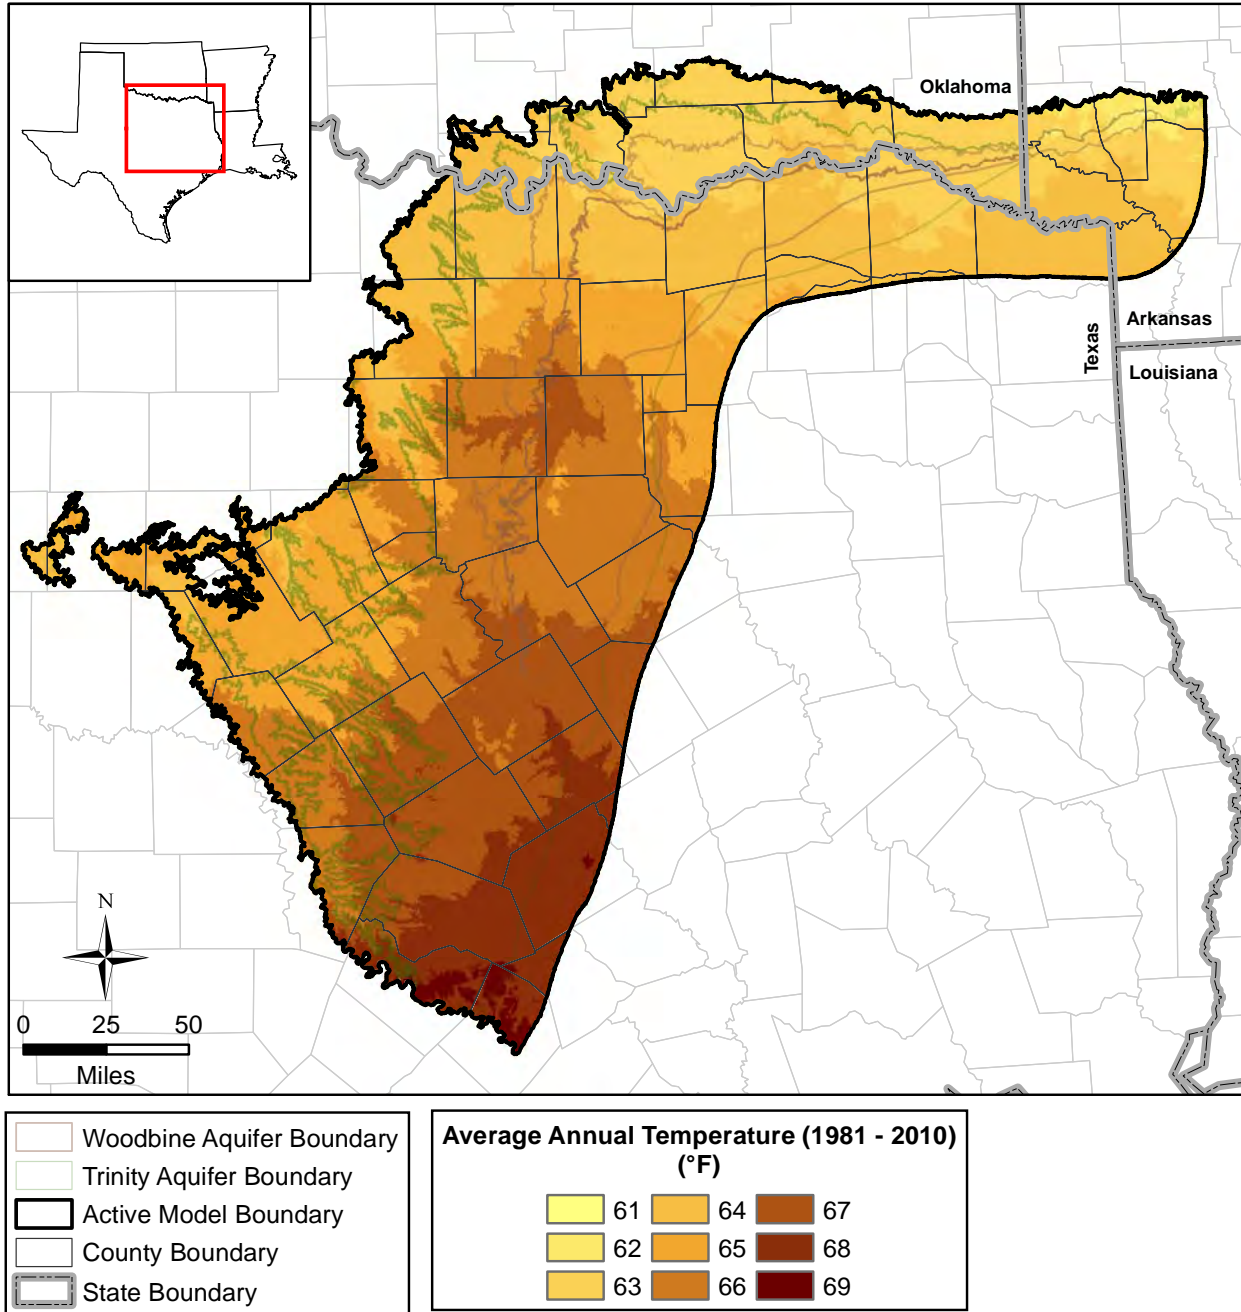 Oklahoma
Texas
Arkansas
Louisiana
N
0 25 50
Miles
Woodbine Aquifer Boundary
Trinity Aquifer Boundary
Active Model Boundary
County Boundary
State Boundary
Average Annual Temperature (1981 - 2010)
(°F)
61 64 67
62 65 68
63 66 69